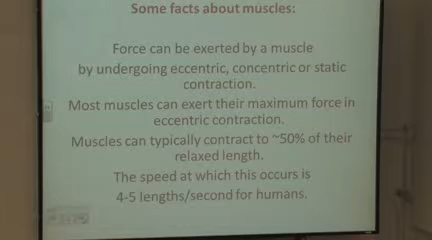 Some facts about muscles:
Force can be exerted by a muscle
by undergoing eccentric, concentric or static
contraction.
Most muscles can exert their maximum force in
eccentric contraction.
Muscles can typically contract to ~50% of their
relaxed length.
The speed at which this occurs is
4-5 lengths/second for humans.